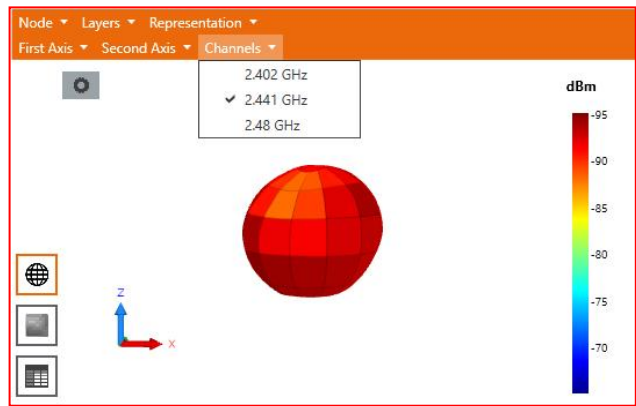 Node Layers Representation
First Axis Second Axis Channels
2.402 GHz
2.441 GHz
2.48 GHz
dBm
-95
-90
-85
-80
-75
-70
Z
X